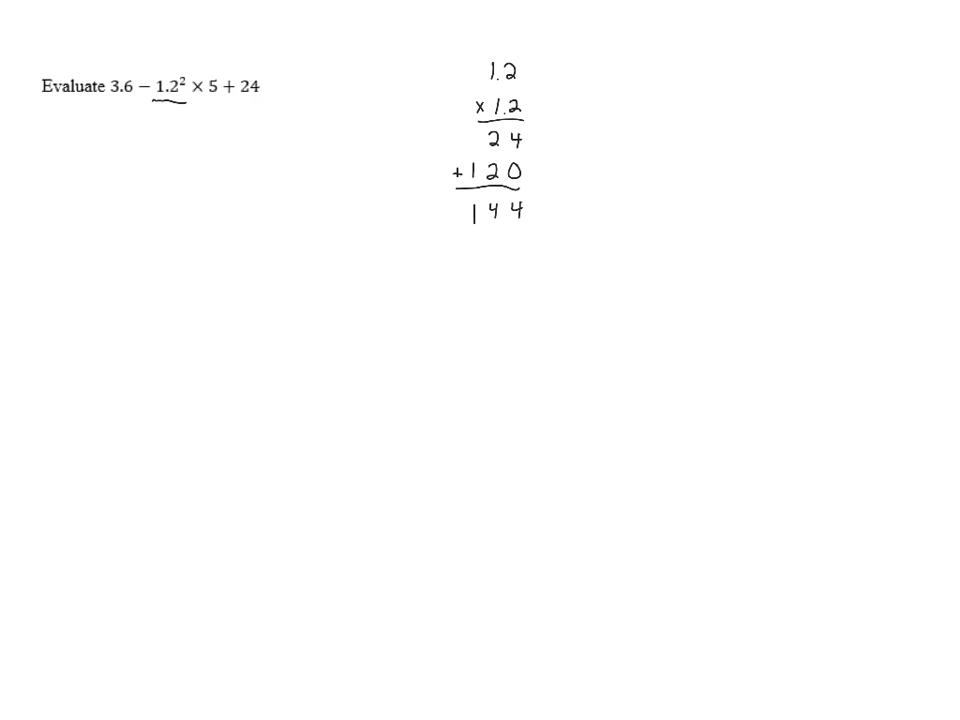 Evaluate 3.6 − 1.2² × 5 + 24
1.2
× 1.2
2 4
+ 1 2 0
1 4 4